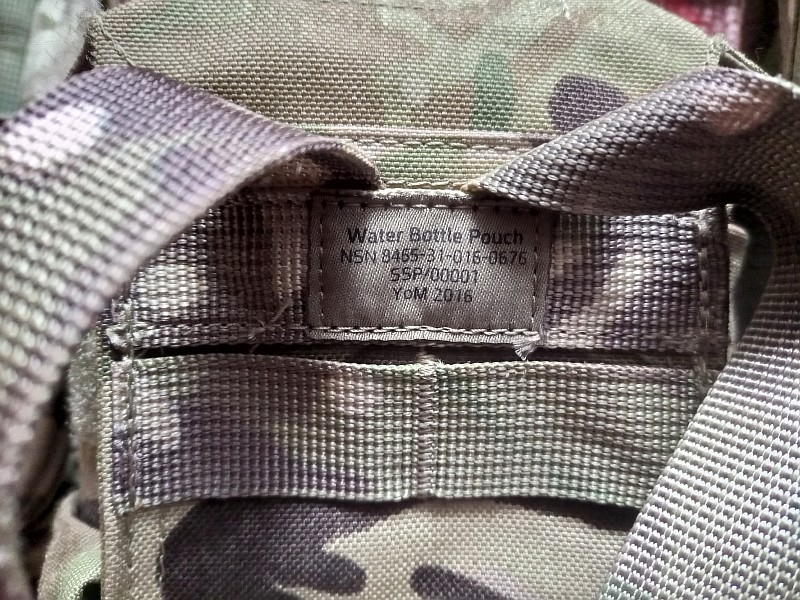 Water Bottle Pouch
NSN 8465-31-016-0676
SSP/00001
YoM 2016